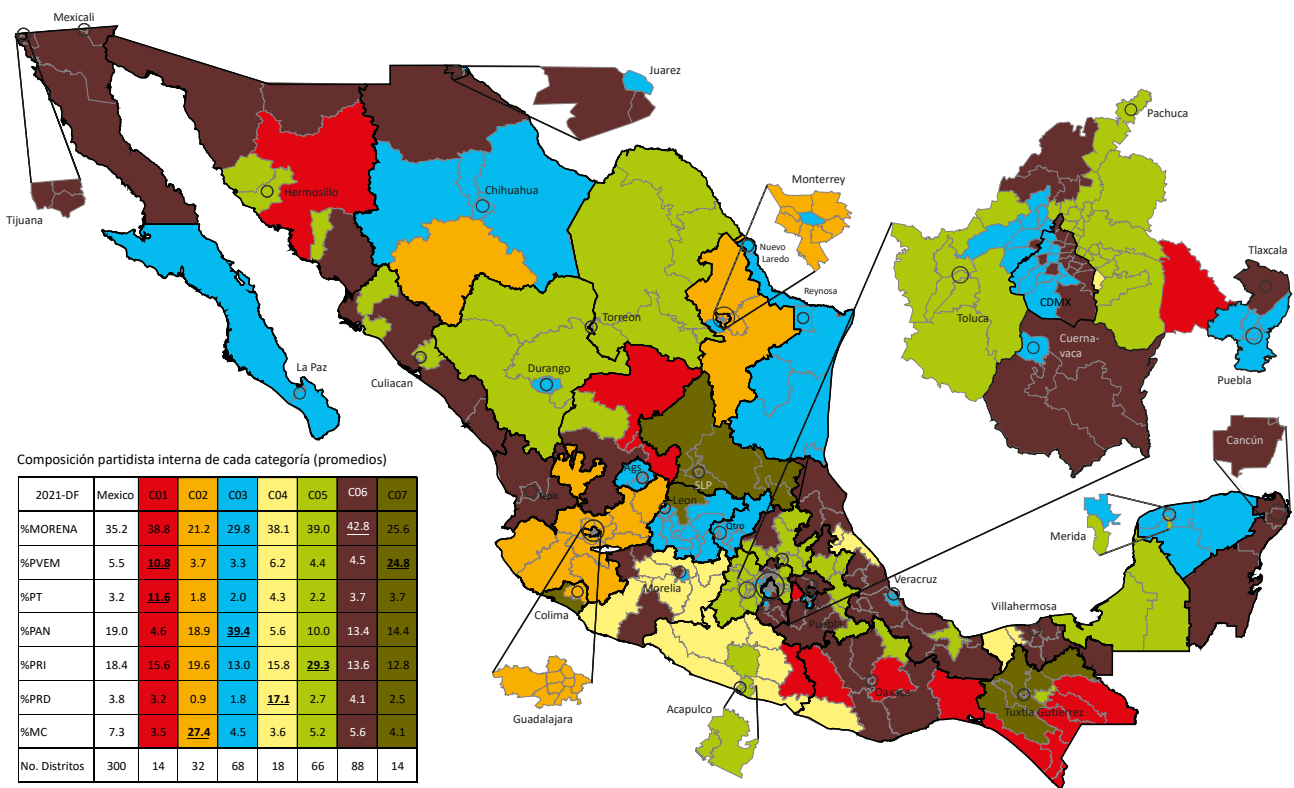 Mexicali
Juarez
Pachuca
Monterrey
Chihuahua
Hermosillo
Tijuana
Nuevo
Laredo
Tlaxcala
Reynosa
CDMX
Toluca
Torreon
Cuerna-
vaca
La Paz
Durango
Culiacan
Puebla
Cancún
Composición partidista interna de cada categoría (promedios)
2021-DF Mexico C01 C02 C03 C04 C05 C06 C07
%MORENA 35.2 38.8 21.2 29.8 38.1 39.0 42.8 25.6
%PVEM 5.5 10.8 3.7 3.3 6.2 4.4 4.5 24.8
%PT 3.2 11.6 1.8 2.0 4.3 2.2 3.7 3.7
%PAN 19.0 4.6 18.9 39.4 5.6 10.0 13.4 14.4
%PRI 18.4 15.6 19.6 13.0 15.8 29.3 13.6 12.8
%PRD 3.8 3.2 0.9 1.8 17.1 2.7 4.1 2.5
%MC 7.3 3.5 27.4 4.5 3.6 5.2 5.6 4.1
No. Distritos 300 14 32 68 18 66 88 14
Ags
SLP
Tepic
Leon
Qtro
Merida
Morelia
Veracruz
Colima
Villahermosa
Puebla
Oaxaca
Guadalajara
Acapulco
Tuxtla Gutierrez